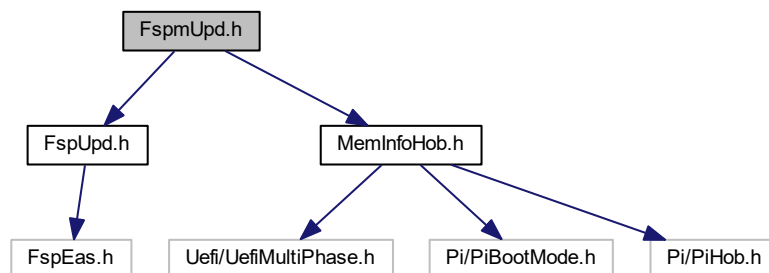 FspmUpd.h
FspUpd.h
MemInfoHob.h
FspEas.h
Uefi/UefiMultiPhase.h
Pi/PiBootMode.h
Pi/PiHob.h